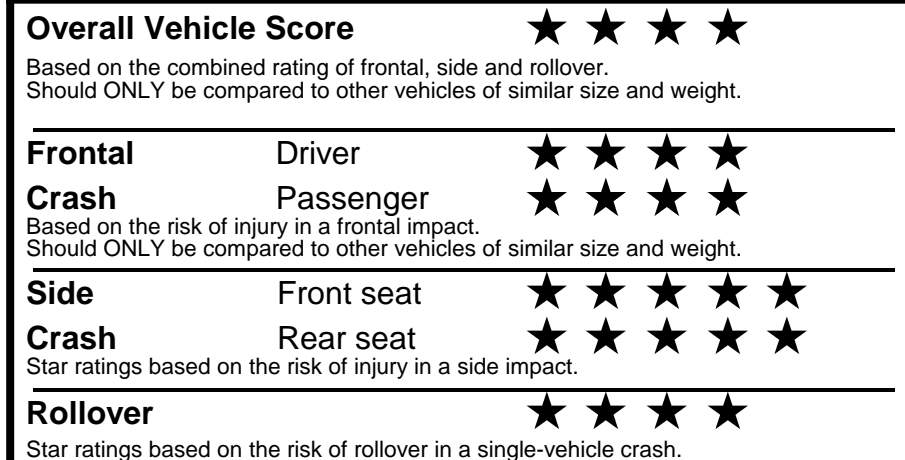 Overall Vehicle Score ★ ★ ★ ★
Based on the combined rating of frontal, side and rollover.
Should ONLY be compared to other vehicles of similar size and weight.
Frontal Driver ★ ★ ★ ★
Crash Passenger ★ ★ ★ ★
Based on the risk of injury in a frontal impact.
Should ONLY be compared to other vehicles of similar size and weight.
Side Front seat ★ ★ ★ ★ ★
Crash Rear seat ★ ★ ★ ★ ★
Star ratings based on the risk of injury in a side impact.
Rollover ★ ★ ★ ★
Star ratings based on the risk of rollover in a single-vehicle crash.